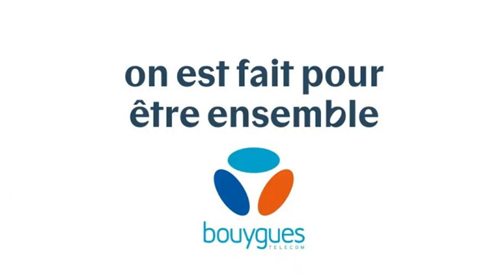 on est fait pour
être ensemble
bouygues
TELECOM